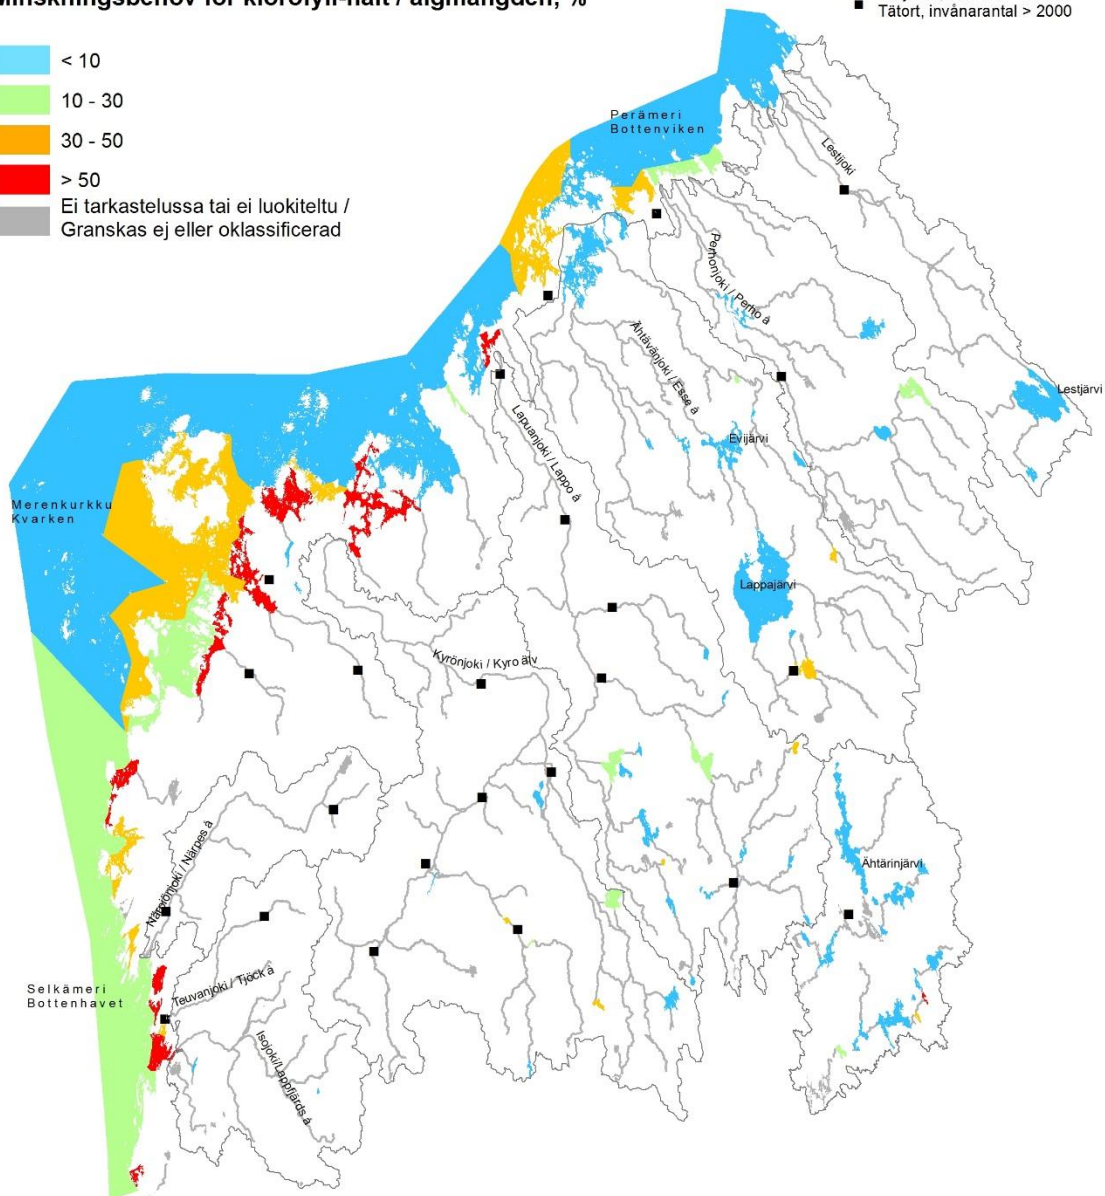 Minskningsbehov för klorofyll-halt / algmängden, %
Tätort, invånarantal > 2000
< 10
10 - 30
30 - 50
> 50
Ei tarkastelussa tai ei luokiteltu /
Granskas ej eller oklassificerad
Perämeri
Bottenviken
Lestijoki
Perhonjoki / Perho å
Ähtävänjoki / Esse å
Lestjärvi
Lapuanjoki / Lappo å
Evijärvi
Merenkurkku
Kvarken
Lappajärvi
Kyrönjoki / Kyro älv
Närpiönjoki / Närpes å
Ähtärinjärvi
Selkämeri
Bottenhavet
Teuvanjoki / Tjöck å
Isojoki/Lappfjärds å